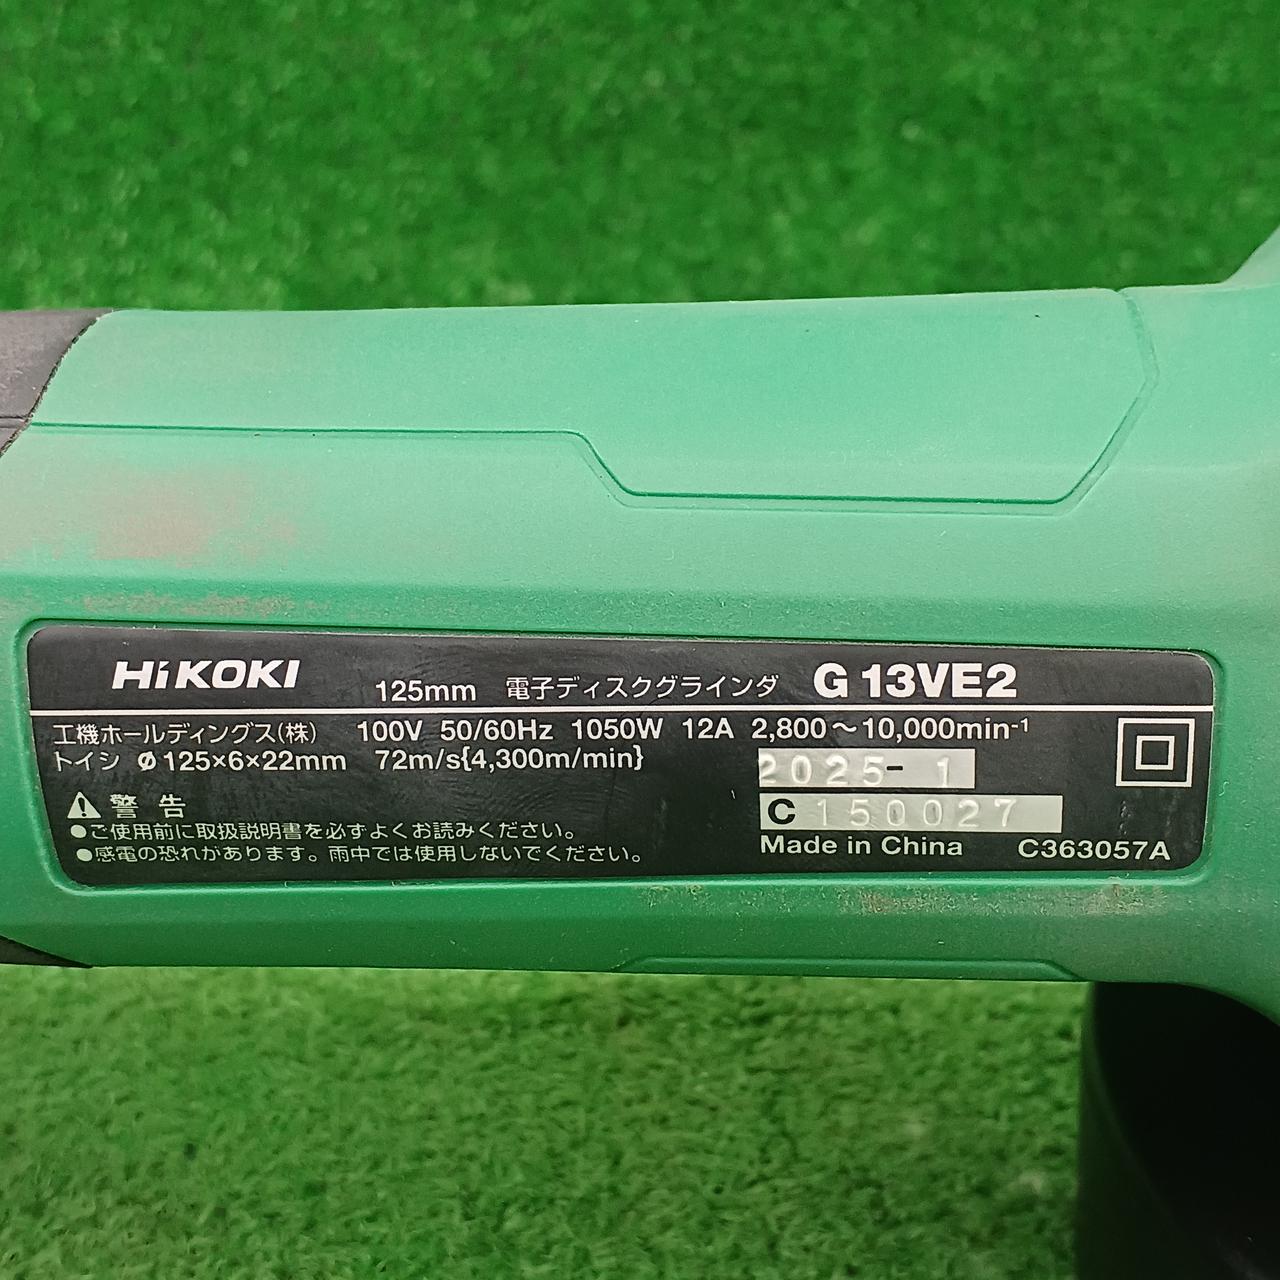 HiKOKI 125mm 電子ディスクグラインダ G13VE2
工機ホールディングス(株) 100V 50/60Hz 1050W 12A 2,800～10,000min⁻¹
トイシ φ125×6×22mm 72m/s{4,300m/min}
2025-1
⚠警告
C 150027
●ご使用前に取扱説明書を必ずよくお読みください。
●感電の恐れがあります。雨中では使用しないでください。
Made in China C363057A